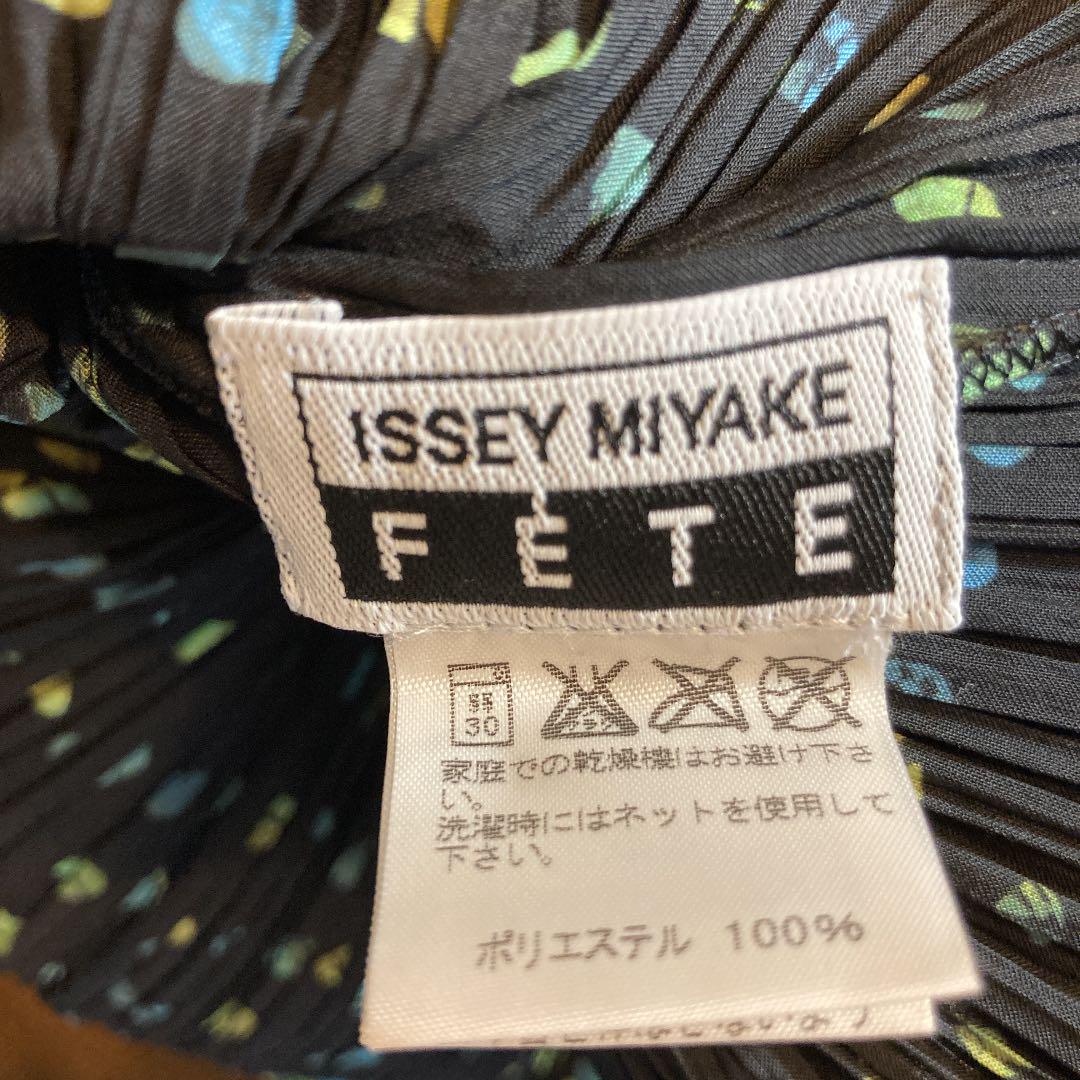 ISSEY MIYAKE
FÊTE
弱
30
家庭での乾燥機はお避け下さ
い。
洗濯時にはネットを使用して
下さい。
ポリエステル 100%